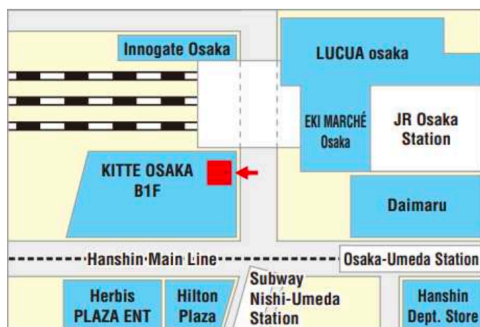 Innogate Osaka
LUCUA osaka
EKI MARCHÉ
Osaka
JR Osaka
Station
KITTE OSAKA
B1F
Daimaru
Hanshin Main Line
Osaka-Umeda Station
Subway
Nishi-Umeda
Station
Herbis
PLAZA ENT
Hilton
Plaza
Hanshin
Dept. Store